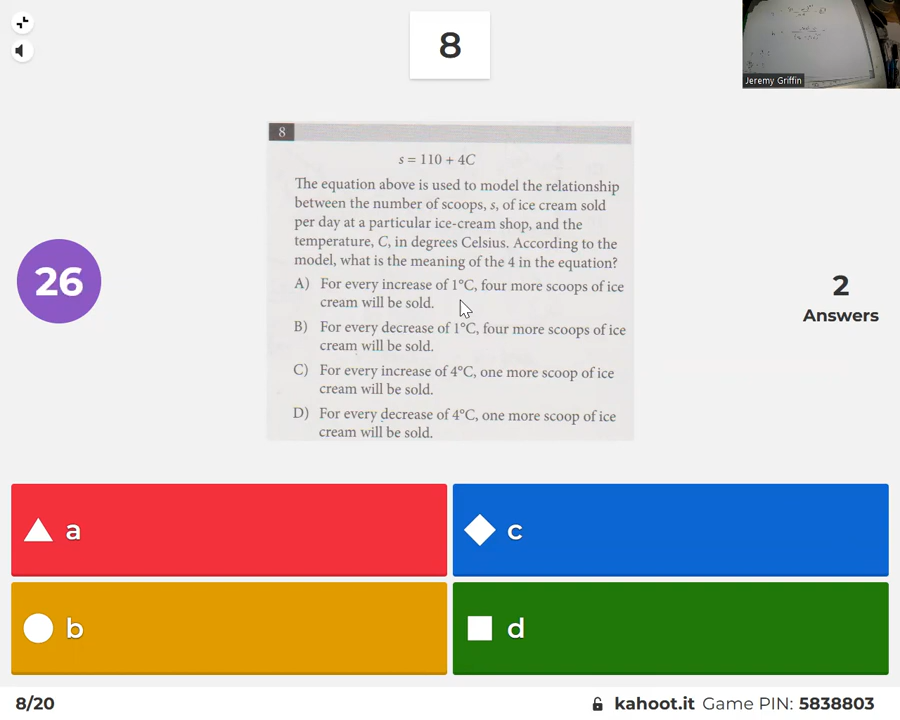 8
Jeremy Griffin
8
s = 110 + 4C
The equation above is used to model the relationship
between the number of scoops, s, of ice cream sold
per day at a particular ice-cream shop, and the
temperature, C, in degrees Celsius. According to the
model, what is the meaning of the 4 in the equation?
A) For every increase of 1°C, four more scoops of ice
cream will be sold.
B) For every decrease of 1°C, four more scoops of ice
cream will be sold.
C) For every increase of 4°C, one more scoop of ice
cream will be sold.
D) For every decrease of 4°C, one more scoop of ice
cream will be sold.
26
2
Answers
a
c
b
d
8/20
kahoot.it Game PIN: 5838803